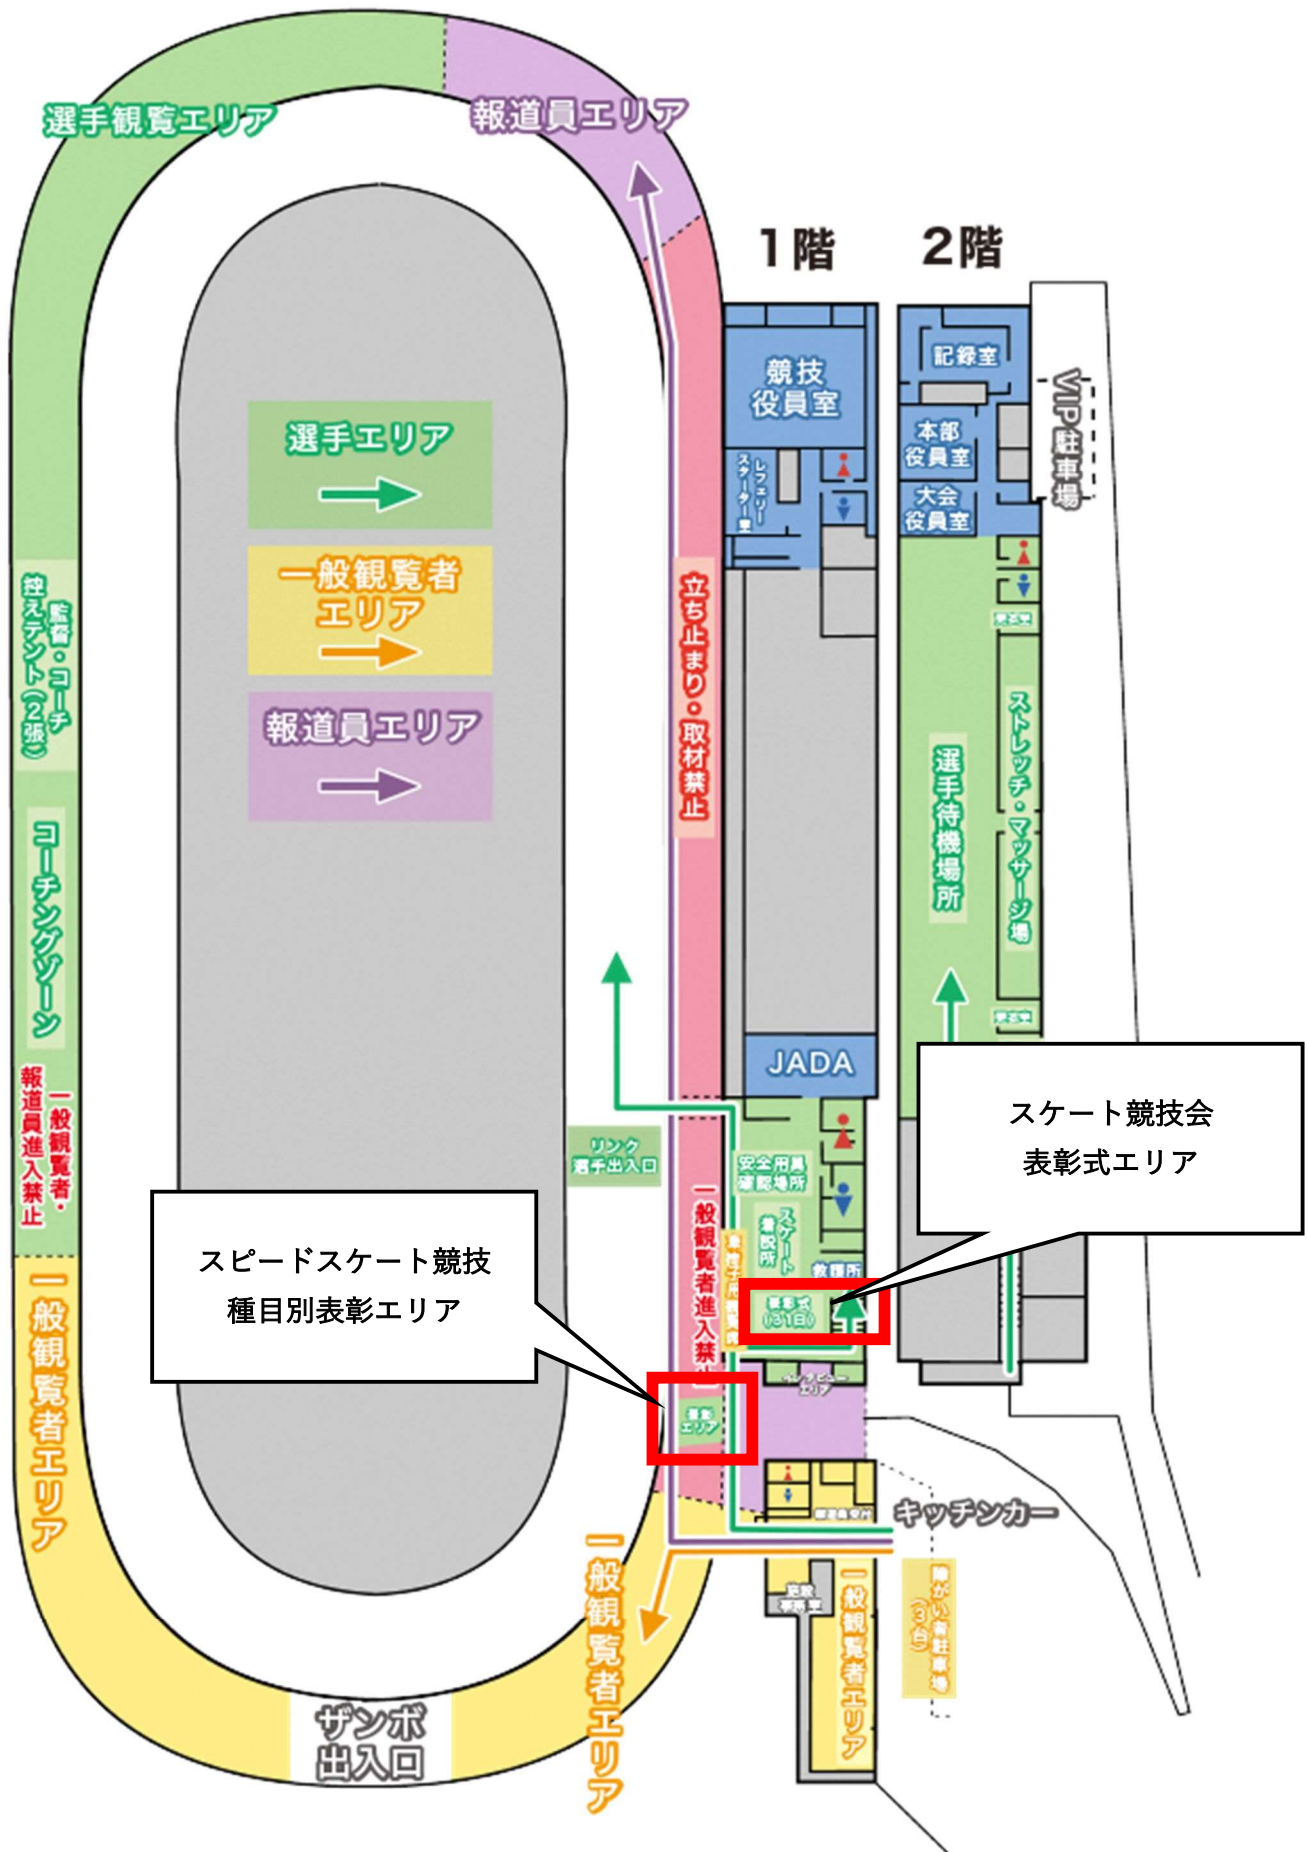 選手観覧エリア
報道員エリア
1階
2階
競技
役員室
記録室
本部
役員室
大会
役員室
VIP駐車場
レフェリー
スターター室
選手エリア
一般観覧者
エリア
報道員エリア
立ち止まり・取材禁止
監督・コーチ
控えテント(2張)
コーチングゾーン
一般観覧者・
報道員進入禁止
一般観覧者エリア
選手待機場所
ストレッチ・マッサージ場
JADA
リンク
選手出入口
安全用具
確認場所
スケート
着脱所
救護所
一般観覧者進入禁止
スケート競技会
表彰式エリア
スピードスケート競技
種目別表彰エリア
表彰式
(31日)
表彰
エリア
インタビュー
エリア
キッチンカー
一般観覧者エリア
一般観覧者エリア
障がい者駐車場
(3台)
ザンボ
出入口